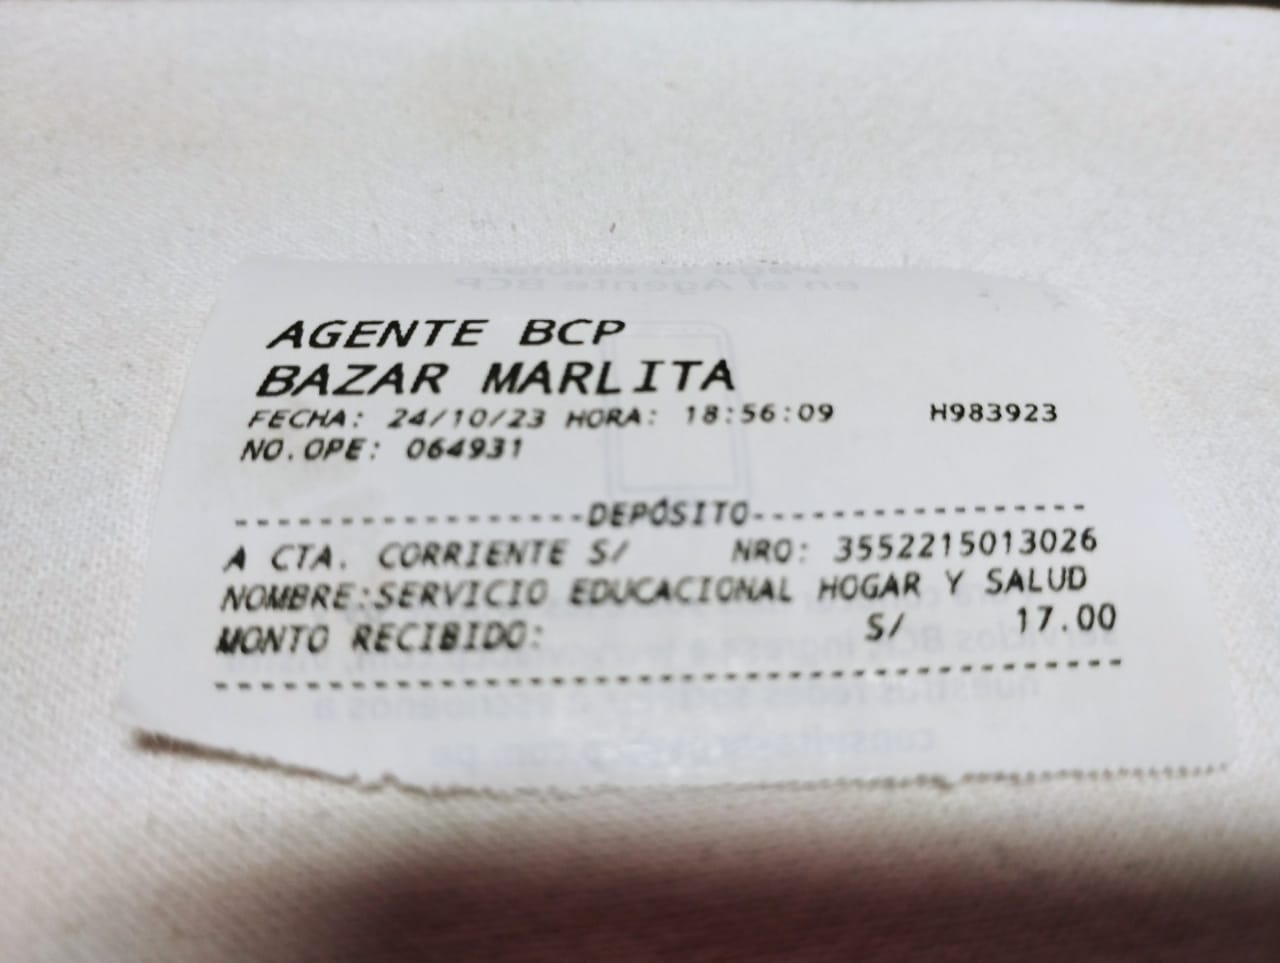 AGENTE BCP
BAZAR MARLITA
FECHA: 24/10/23 HORA: 18:56:09 H983923
NO.OPE: 064931
-----------------DEPÓSITO-----------------
A CTA. CORRIENTE S/ NRO: 3552215013026
NOMBRE:SERVICIO EDUCACIONAL HOGAR Y SALUD
MONTO RECIBIDO: S/ 17.00